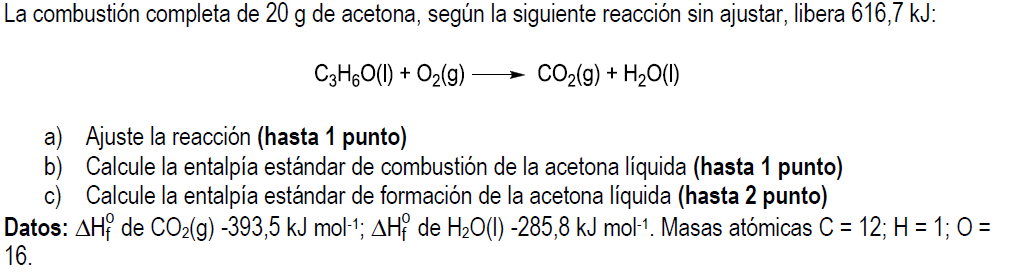 La combustión completa de 20 g de acetona, según la siguiente reacción sin ajustar, libera 616,7 kJ:
C₃H₆O(l) + O₂(g) ⟶ CO₂(g) + H₂O(l)
a) Ajuste la reacción (hasta 1 punto)
b) Calcule la entalpía estándar de combustión de la acetona líquida (hasta 1 punto)
c) Calcule la entalpía estándar de formación de la acetona líquida (hasta 2 punto)
Datos: ΔHfº de CO₂(g) -393,5 kJ mol⁻¹; ΔHfº de H₂O(l) -285,8 kJ mol⁻¹. Masas atómicas C = 12; H = 1; O =
16.